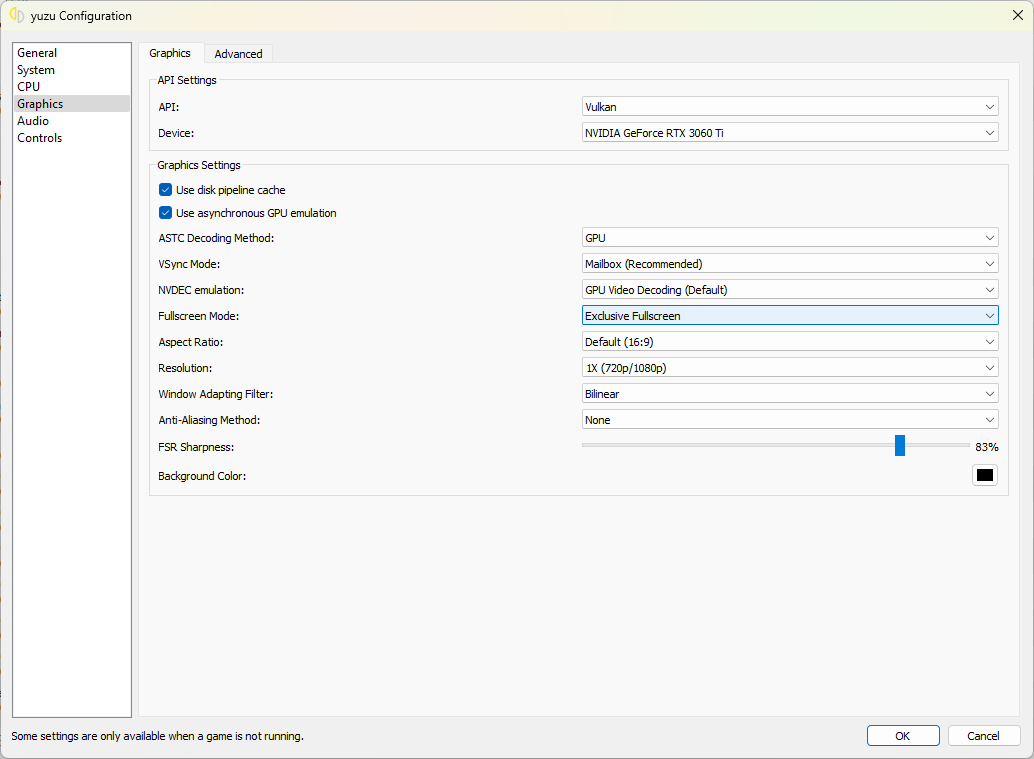 yuzu Configuration
General
System
CPU
Graphics
Audio
Controls
Graphics Advanced
API Settings
API: Vulkan
Device: NVIDIA GeForce RTX 3060 Ti
Graphics Settings
Use disk pipeline cache
Use asynchronous GPU emulation
ASTC Decoding Method: GPU
VSync Mode: Mailbox (Recommended)
NVDEC emulation: GPU Video Decoding (Default)
Fullscreen Mode: Exclusive Fullscreen
Aspect Ratio: Default (16:9)
Resolution: 1X (720p/1080p)
Window Adapting Filter: Bilinear
Anti-Aliasing Method: None
FSR Sharpness: 83%
Background Color:
Some settings are only available when a game is not running.
OK Cancel